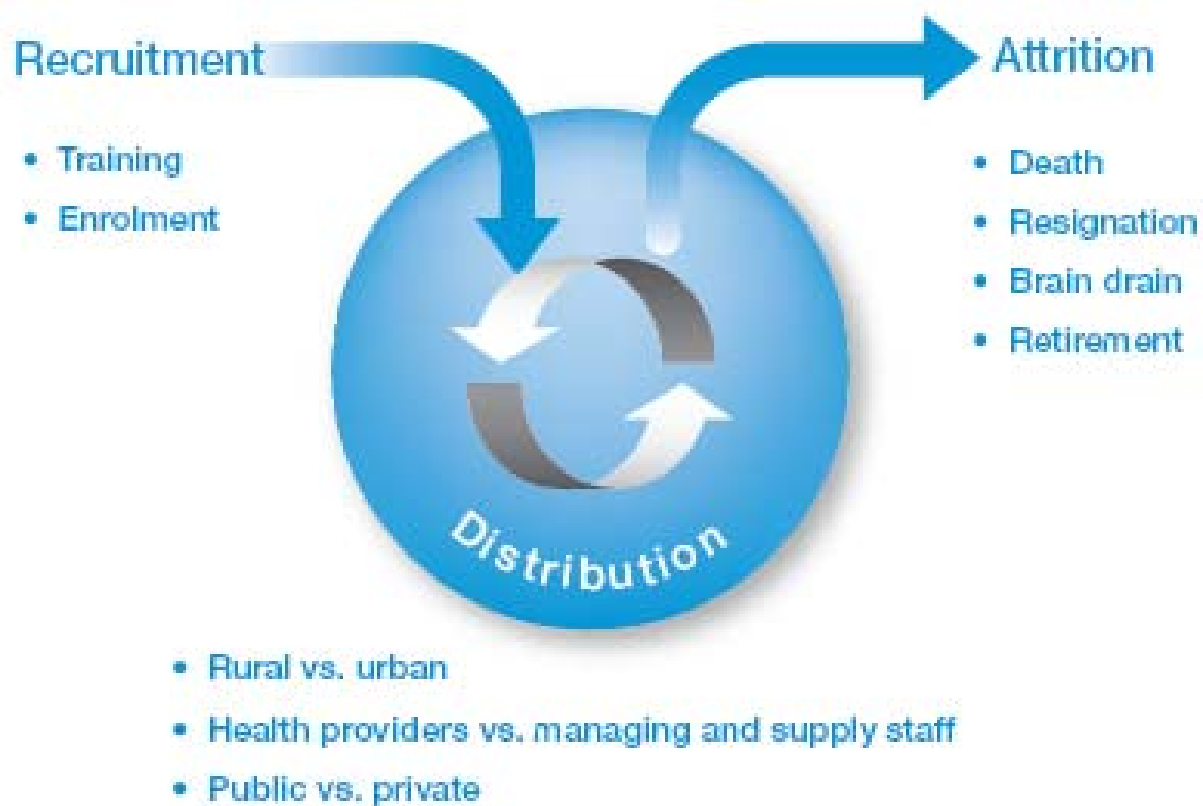 Recruitment
• Training
• Enrolment
Attrition
• Death
• Resignation
• Brain drain
• Retirement
Distribution
• Rural vs. urban
• Health providers vs. managing and supply staff
• Public vs. private